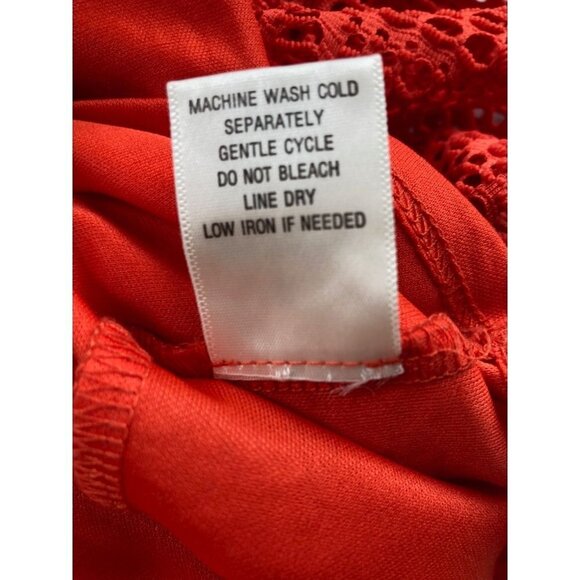 MACHINE WASH COLD
SEPARATELY
GENTLE CYCLE
DO NOT BLEACH
LINE DRY
LOW IRON IF NEEDED